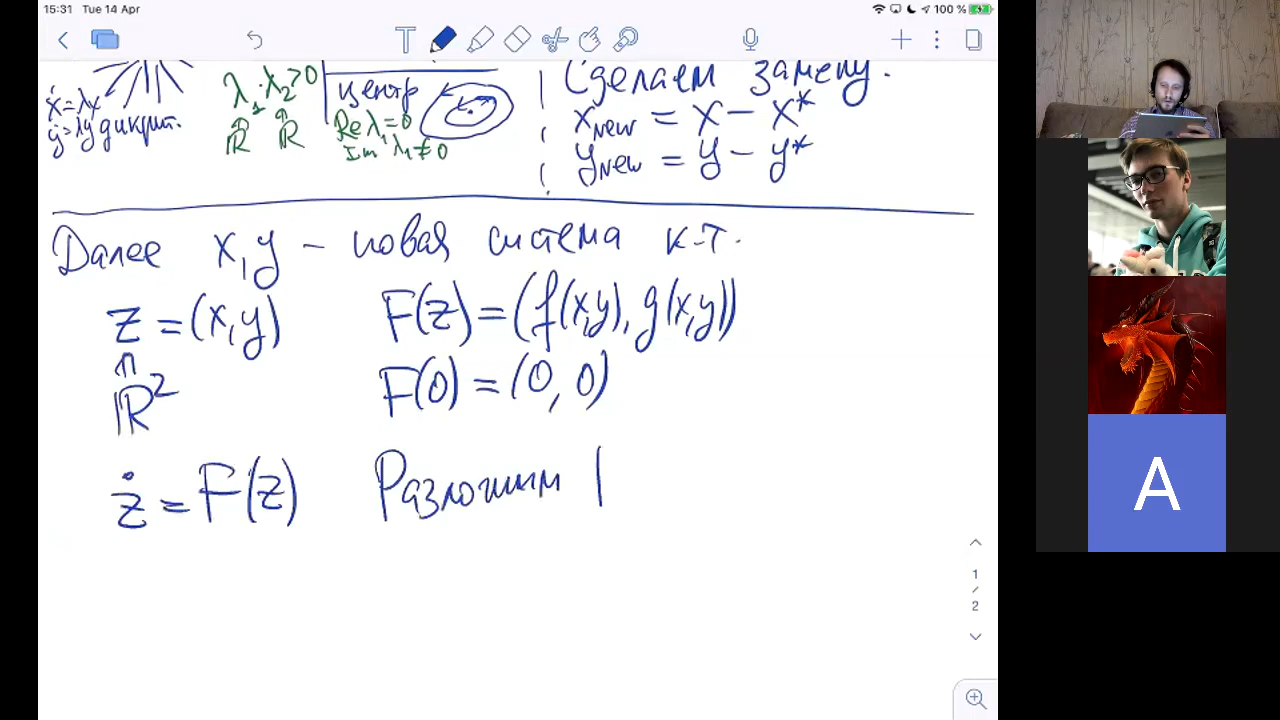 15:31 Tue 14 Apr
100 %
T
ẋ=λx
ẏ=λy дикрит.
λ₁·λ₂>0
ℝ ℝ
центр
Re λ₁=0
Im λ₁≠0
Сделаем замену.
x_new = x − x*
y_new = y − y*
Далее x,y − новая система к-т.
z = (x,y) F(z) = (f(x,y), g(x,y))
ℝ² F(0) = (0, 0)
ż = F(z) Разложим
1
/
2
A